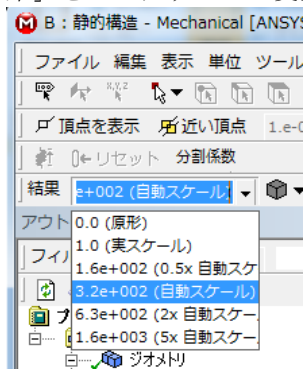 B : 静的構造 - Mechanical [ANSYS
ファイル 編集 表示 単位 ツール
頂点を表示 近い頂点 1.e-0
リセット 分割係数
結果 e+002 (自動スケール)
アウト
0.0 (原形)
1.0 (実スケール)
1.6e+002 (0.5x 自動スケ
3.2e+002 (自動スケール)
6.3e+002 (2x 自動スケー
1.6e+003 (5x 自動スケー
フィル
プ
ジオメトリ